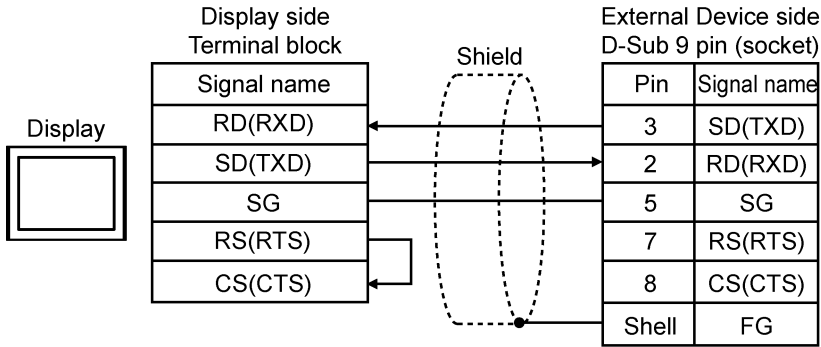 Display side
Terminal block
External Device side
D-Sub 9 pin (socket)
Shield
Display
Signal name
Pin Signal name
RD(RXD)
3 SD(TXD)
SD(TXD)
2 RD(RXD)
SG
5 SG
RS(RTS)
7 RS(RTS)
CS(CTS)
8 CS(CTS)
Shell FG